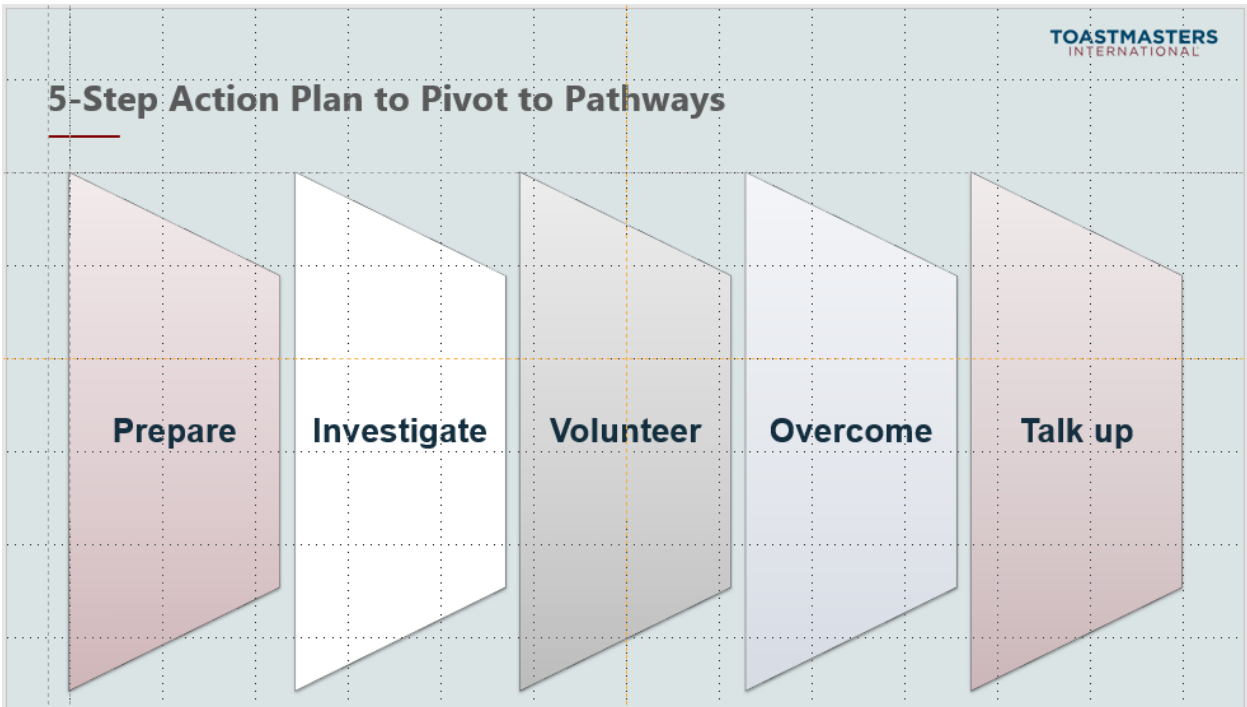 TOASTMASTERS
INTERNATIONAL
5-Step Action Plan to Pivot to Pathways
Prepare
Investigate
Volunteer
Overcome
Talk up